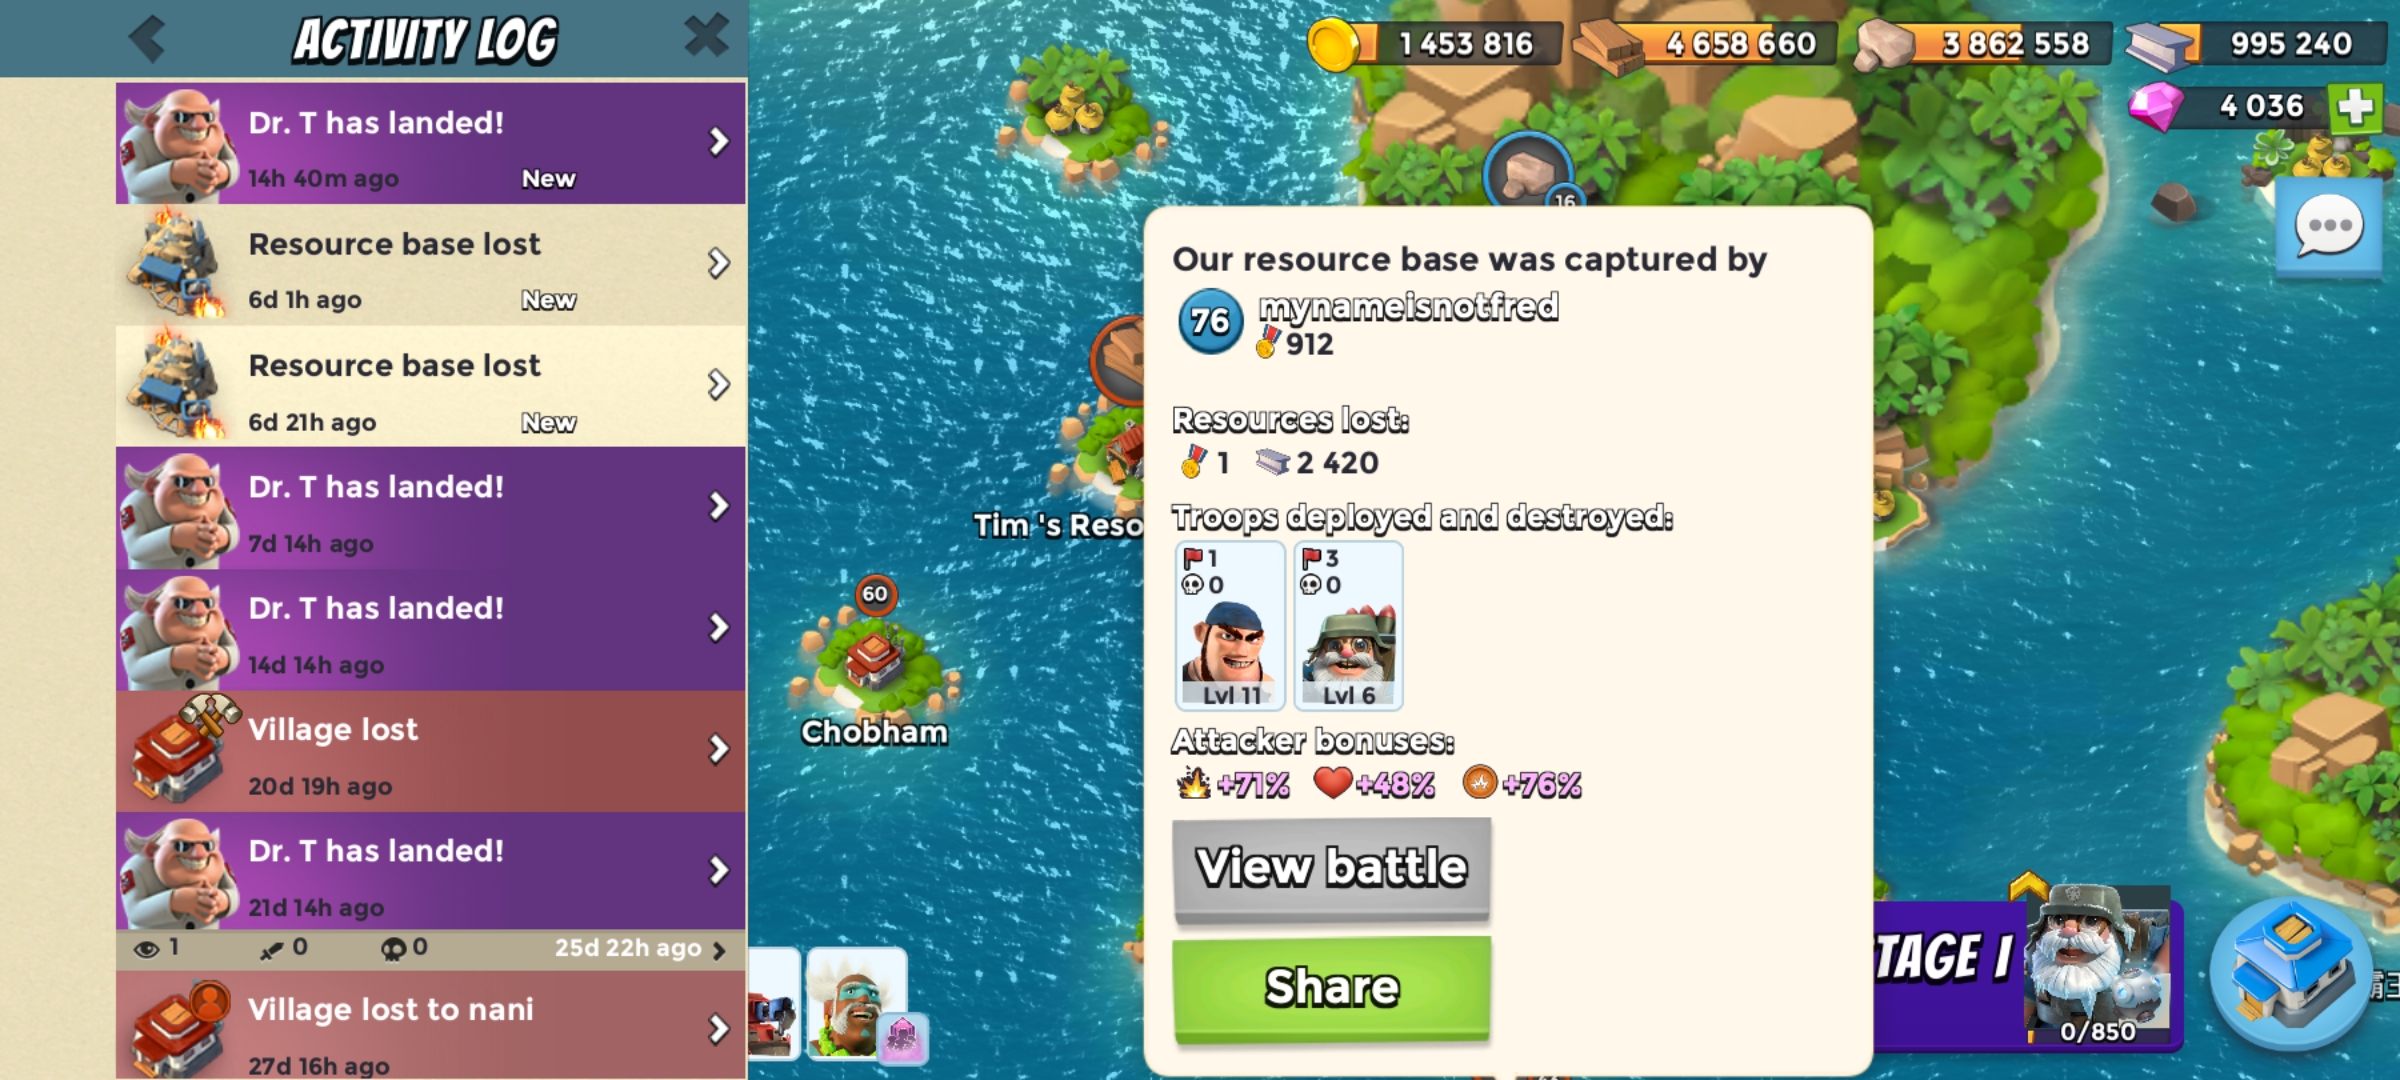 ACTIVITY LOG
Dr. T has landed!
14h 40m ago
New
Resource base lost
6d 1h ago
New
Resource base lost
6d 21h ago
New
Dr. T has landed!
7d 14h ago
Dr. T has landed!
14d 14h ago
Village lost
20d 19h ago
Dr. T has landed!
21d 14h ago
1 0 0 25d 22h ago
Village lost to nani
27d 16h ago
1 453 816
4 658 660
3 862 558
995 240
4 036
16
Our resource base was captured by
76 mynameisnotfred
912
Resources lost:
1 2 420
Troops deployed and destroyed:
1 3
0 0
Lvl 11 Lvl 6
Attacker bonuses:
+71% +48% +76%
View battle
Share
Tim 's Reso
60
Chobham
TAGE I
0/850